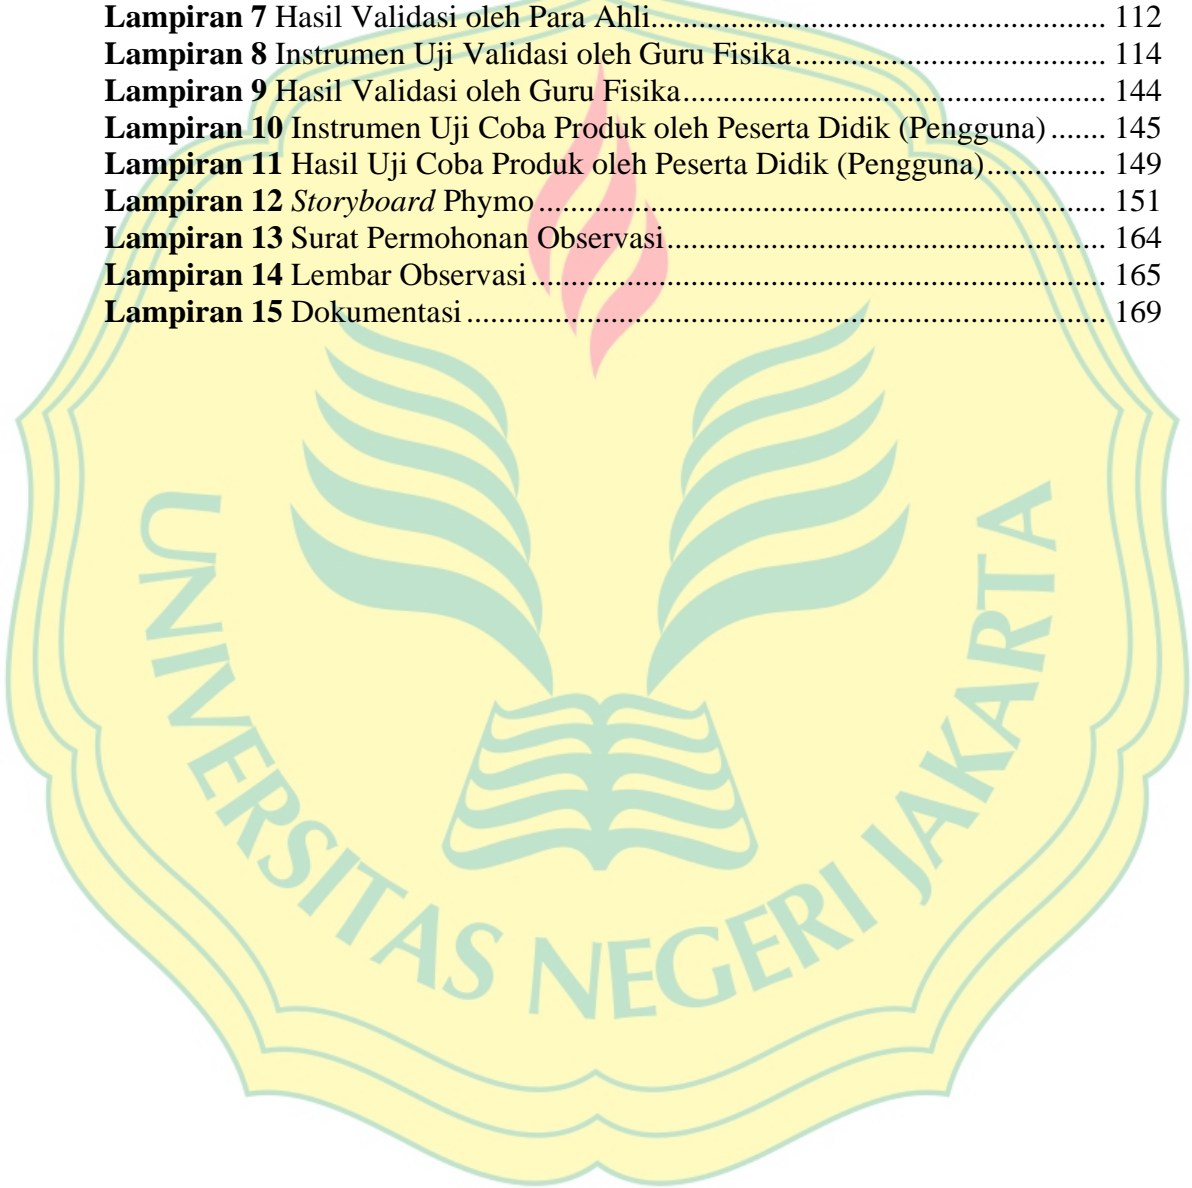 Lampiran 7 Hasil Validasi oleh Para Ahli....................................................... 112
Lampiran 8 Instrumen Uji Validasi oleh Guru Fisika...................................... 114
Lampiran 9 Hasil Validasi oleh Guru Fisika.................................................... 144
Lampiran 10 Instrumen Uji Coba Produk oleh Peserta Didik (Pengguna)....... 145
Lampiran 11 Hasil Uji Coba Produk oleh Peserta Didik (Pengguna)............... 149
Lampiran 12 Storyboard Phymo...................................................................... 151
Lampiran 13 Surat Permohonan Observasi...................................................... 164
Lampiran 14 Lembar Observasi....................................................................... 165
Lampiran 15 Dokumentasi............................................................................... 169
UNIVERSITAS NEGERI JAKARTA